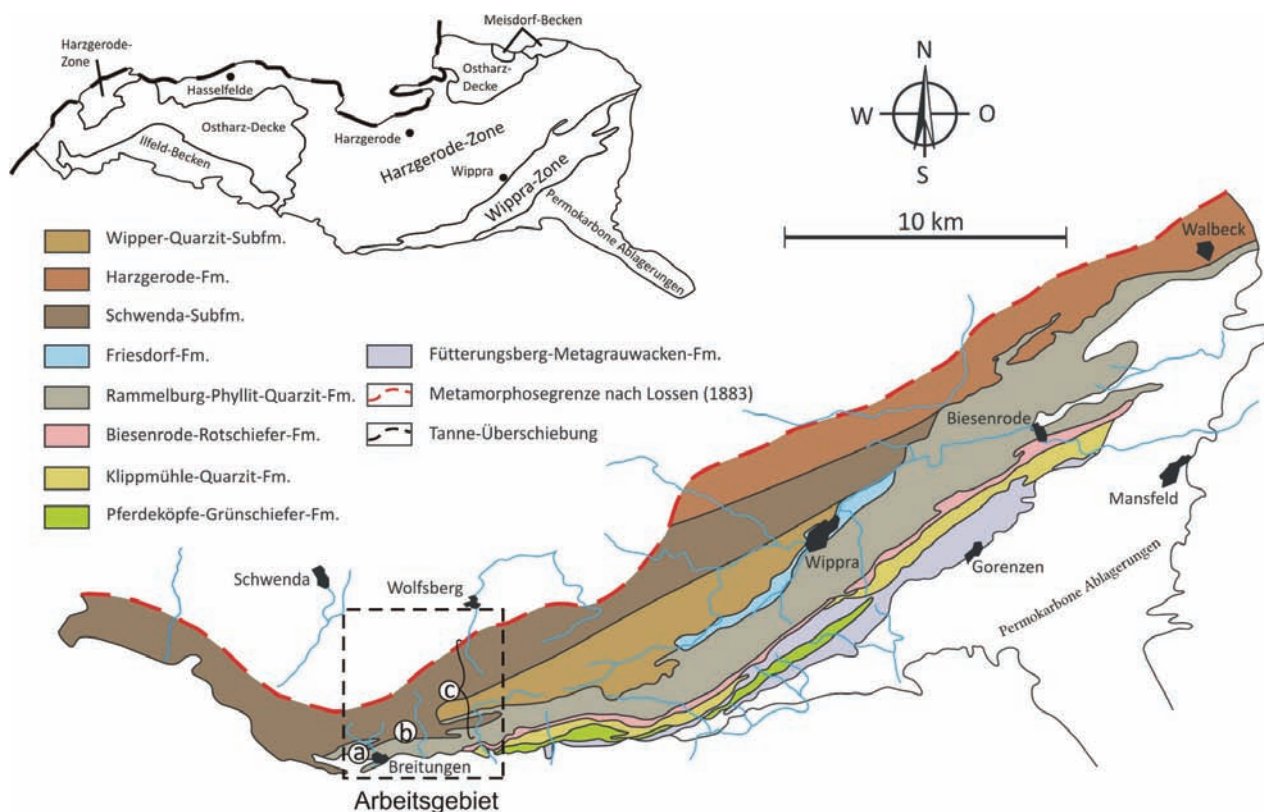 Meisdorf-Becken
Harzgerode-
Zone
Hasselfelde
Ostharz-
Decke
Ostharz-Decke
Ilfeld-Becken
Harzgerode
Harzgerode-Zone
Wippra
Wippra-Zone
Permokarbone Ablagerungen
N
W
O
S
10 km
Wipper-Quarzit-Subfm.
Harzgerode-Fm.
Schwenda-Subfm.
Friesdorf-Fm.
Rammelburg-Phyllit-Quarzit-Fm.
Biesenrode-Rotschiefer-Fm.
Klippmühle-Quarzit-Fm.
Pferdeköpfe-Grünschiefer-Fm.
Fütterungsberg-Metagrauwacken-Fm.
Metamorphosegrenze nach Lossen (1883)
Tanne-Überschiebung
Walbeck
Biesenrode
Mansfeld
Wippra
Gorenzen
Permokarbone Ablagerungen
Schwenda
Wolfsberg
c
b
a
Breitungen
Arbeitsgebiet